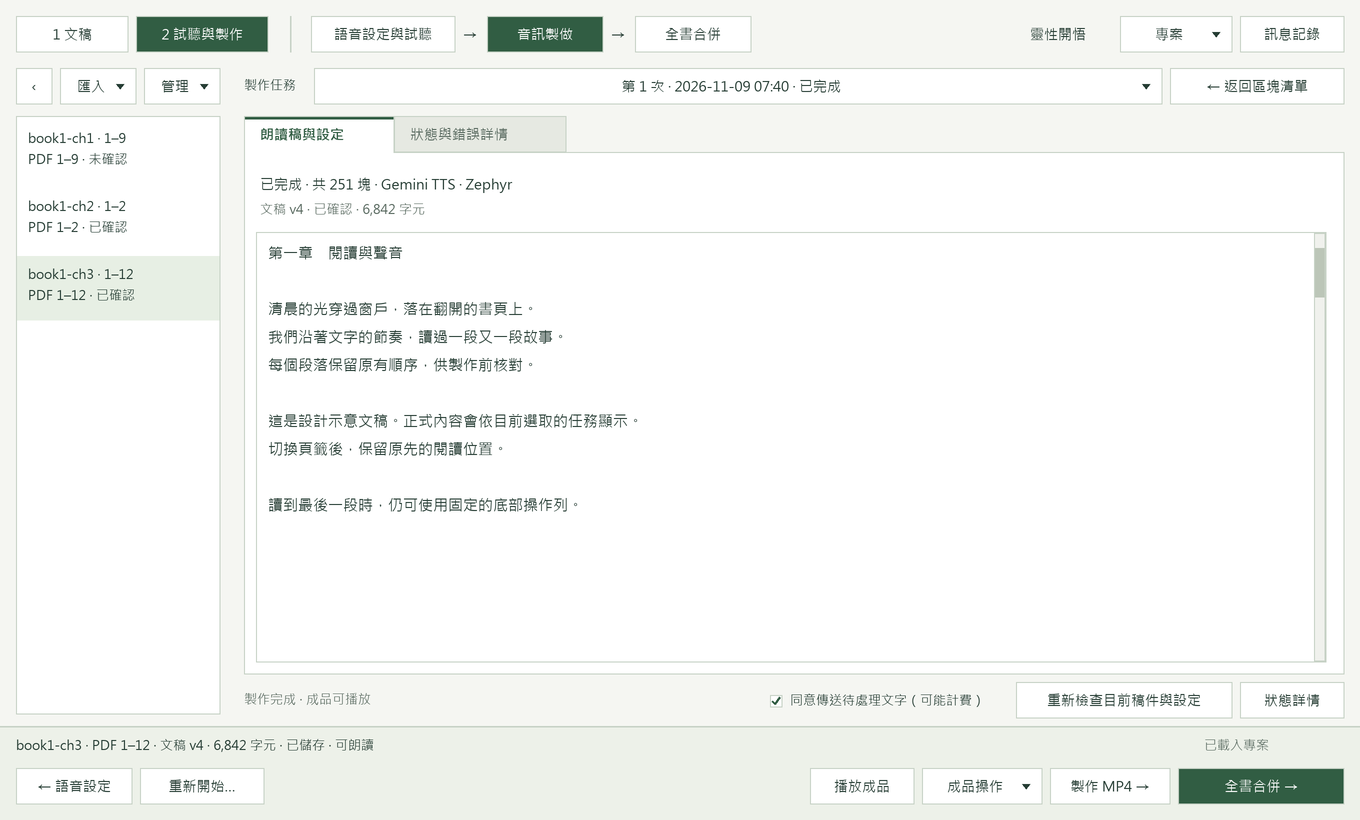 1 文稿
2 試聽與製作
語音設定與試聽
→
音訊製做
→
全書合併
靈性開悟
專案
訊息記錄
‹
匯入
管理
製作任務
第 1 次 · 2026-11-09 07:40 · 已完成
← 返回區塊清單
book1-ch1 · 1–9
PDF 1–9 · 未確認
book1-ch2 · 1–2
PDF 1–2 · 已確認
book1-ch3 · 1–12
PDF 1–12 · 已確認
朗讀稿與設定
狀態與錯誤詳情
已完成 · 共 251 塊 · Gemini TTS · Zephyr
文稿 v4 · 已確認 · 6,842 字元
第一章　閱讀與聲音
清晨的光穿過窗戶，落在翻開的書頁上。
我們沿著文字的節奏，讀過一段又一段故事。
每個段落保留原有順序，供製作前核對。
這是設計示意文稿。正式內容會依目前選取的任務顯示。
切換頁籤後，保留原先的閱讀位置。
讀到最後一段時，仍可使用固定的底部操作列。
製作完成 · 成品可播放
同意傳送待處理文字（可能計費）
重新檢查目前稿件與設定
狀態詳情
book1-ch3 · PDF 1–12 · 文稿 v4 · 6,842 字元 · 已儲存 · 可朗讀
已載入專案
← 語音設定
重新開始...
播放成品
成品操作
製作 MP4 →
全書合併 →